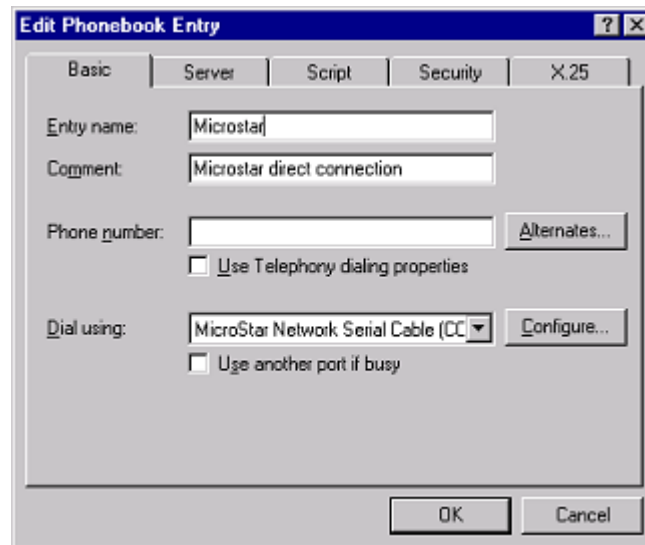 Edit Phonebook Entry
Basic Server Script Security X.25
Entry name: Microstar
Comment: Microstar direct connection
Phone number: Alternates...
Use Telephony dialing properties
Dial using: MicroStar Network Serial Cable (CC Configure...
Use another port if busy
OK Cancel